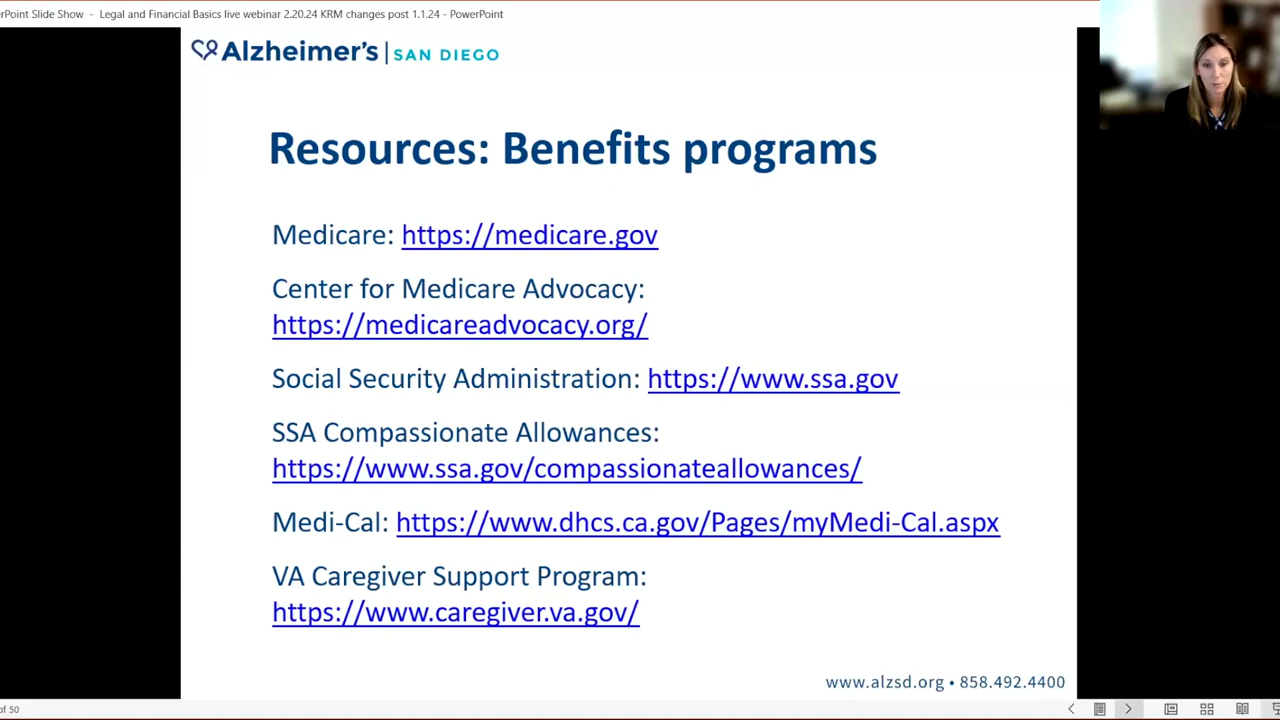 rPoint Slide Show - Legal and Financial Basics live webinar 2.20.24 KRM changes post 1.1.24 - PowerPoint
Alzheimer's | SAN DIEGO
Resources: Benefits programs
Medicare: https://medicare.gov
Center for Medicare Advocacy:
https://medicareadvocacy.org/
Social Security Administration: https://www.ssa.gov
SSA Compassionate Allowances:
https://www.ssa.gov/compassionateallowances/
Medi-Cal: https://www.dhcs.ca.gov/Pages/myMedi-Cal.aspx
VA Caregiver Support Program:
https://www.caregiver.va.gov/
www.alzsd.org • 858.492.4400
of 50